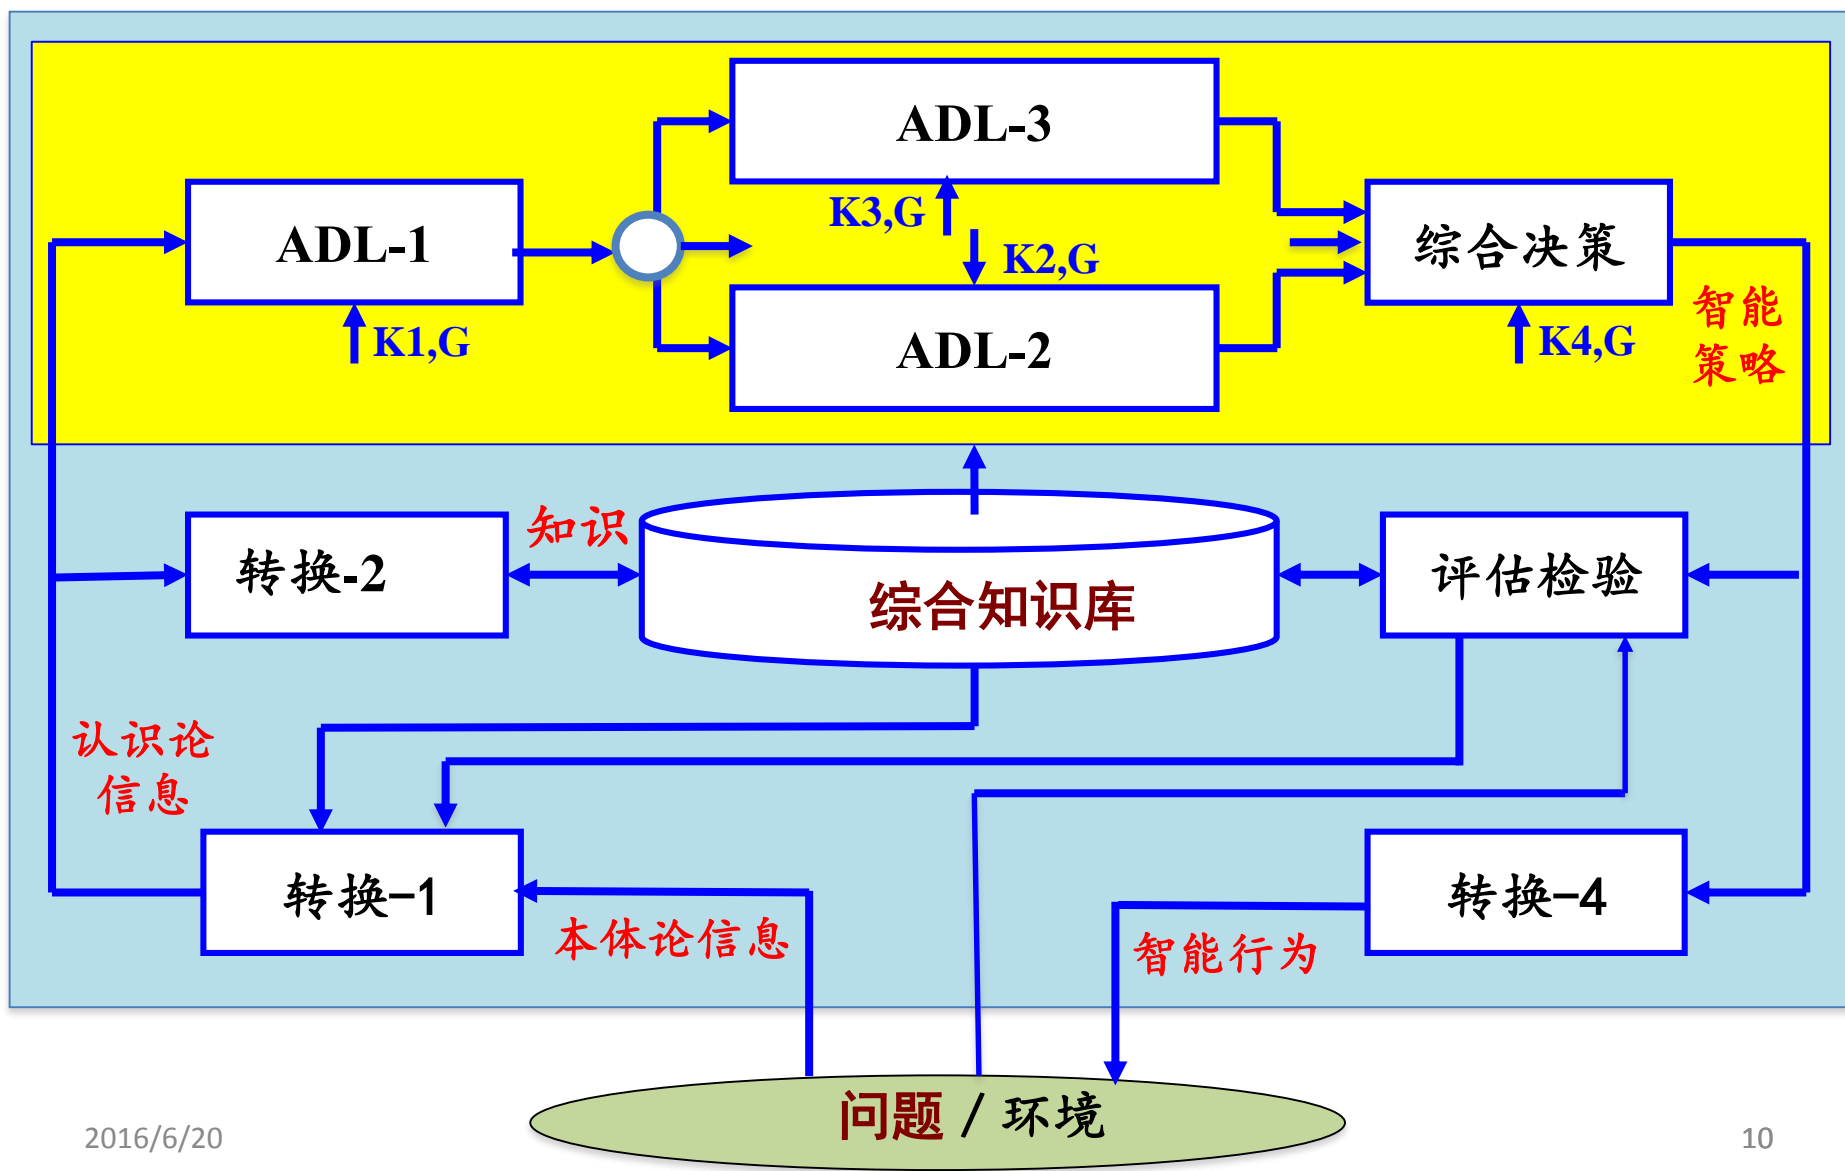 ADL-3
K3,G
ADL-1
综合决策
K2,G
K1,G
ADL-2
K4,G
智能
策略
知识
转换-2
综合知识库
评估检验
认识论
信息
转换-1
转换-4
本体论信息
智能行为
问题 / 环境
2016/6/20
10